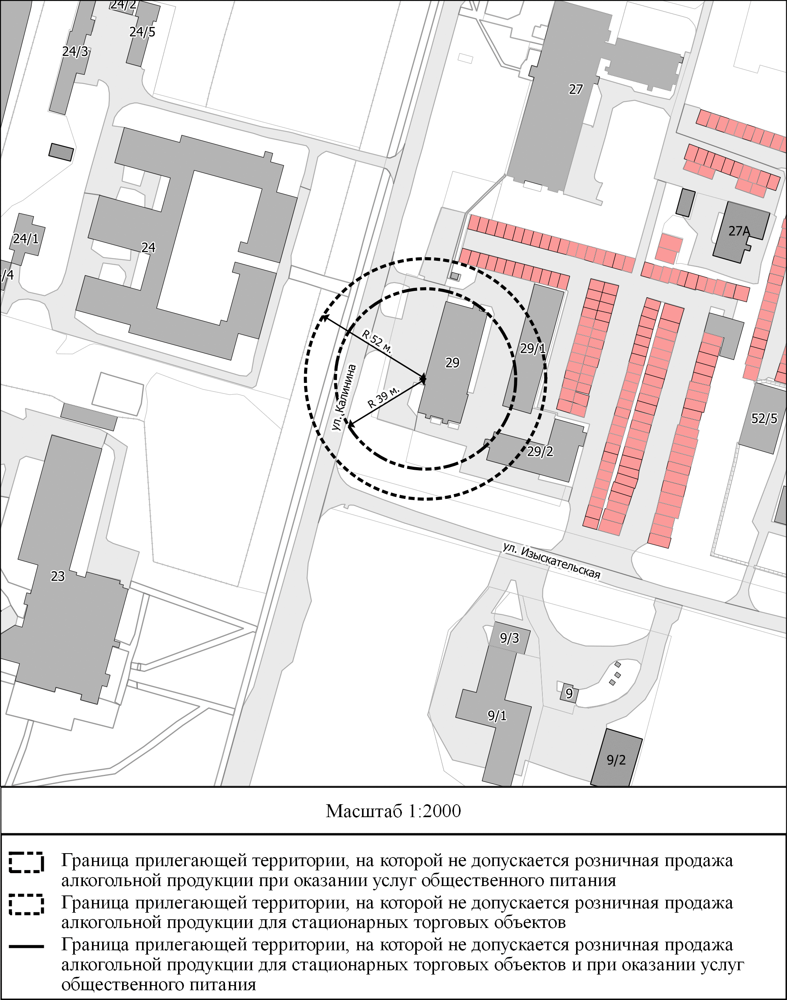 24/2
24/5
24/3
27
27А
24/1
24
/4
29/1
R 52 м.
29
ул. Калинина
R 39 м.
52/5
29/2
ул. Изыскательская
23
9/3
9
9/1
9/2
Масштаб 1:2000
Граница прилегающей территории, на которой не допускается розничная продажа
алкогольной продукции при оказании услуг общественного питания
Граница прилегающей территории, на которой не допускается розничная продажа
алкогольной продукции для стационарных торговых объектов
Граница прилегающей территории, на которой не допускается розничная продажа
алкогольной продукции для стационарных торговых объектов и при оказании услуг
общественного питания